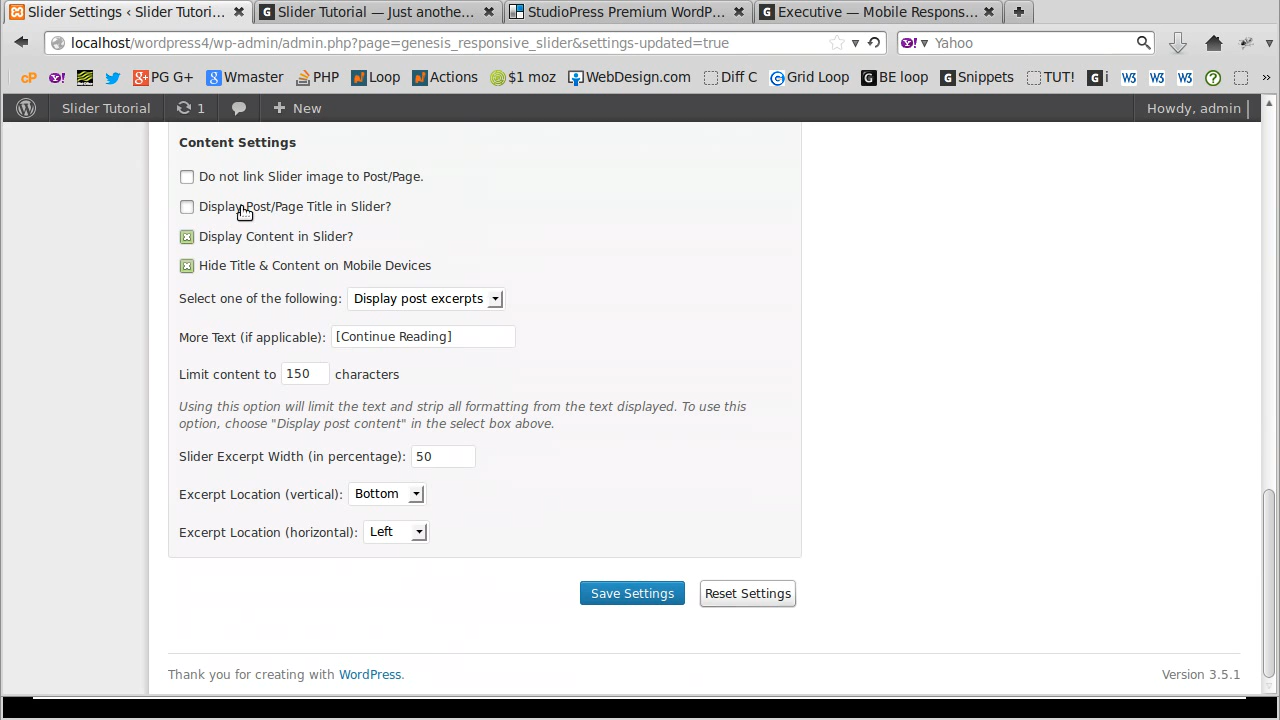 Slider Settings ‹ Slider Tutori... Slider Tutorial — Just anothe... StudioPress Premium WordP... Executive — Mobile Respons...
localhost/wordpress4/wp-admin/admin.php?page=genesis_responsive_slider&settings-updated=true Yahoo
cP PG G+ Wmaster PHP Loop Actions $1 moz WebDesign.com Diff C Grid Loop BE loop Snippets TUT! G i W3 W3 W3 »
Slider Tutorial 1 New Howdy, admin
Content Settings
Do not link Slider image to Post/Page.
Display Post/Page Title in Slider?
Display Content in Slider?
Hide Title & Content on Mobile Devices
Select one of the following: Display post excerpts
More Text (if applicable): [Continue Reading]
Limit content to 150 characters
Using this option will limit the text and strip all formatting from the text displayed. To use this
option, choose "Display post content" in the select box above.
Slider Excerpt Width (in percentage): 50
Excerpt Location (vertical): Bottom
Excerpt Location (horizontal): Left
Save Settings Reset Settings
Thank you for creating with WordPress. Version 3.5.1